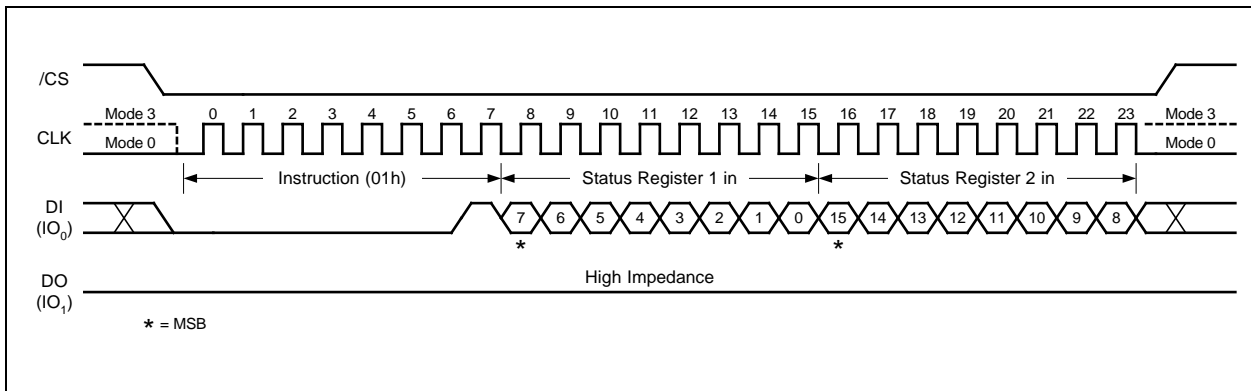 /CS
Mode 3 0 1 2 3 4 5 6 7 8 9 10 11 12 13 14 15 16 17 18 19 20 21 22 23 Mode 3
CLK
Mode 0 Mode 0
Instruction (01h) Status Register 1 in Status Register 2 in
DI
(IO₀)
7 6 5 4 3 2 1 0 15 14 13 12 11 10 9 8
* *
High Impedance
DO
(IO₁)
* = MSB